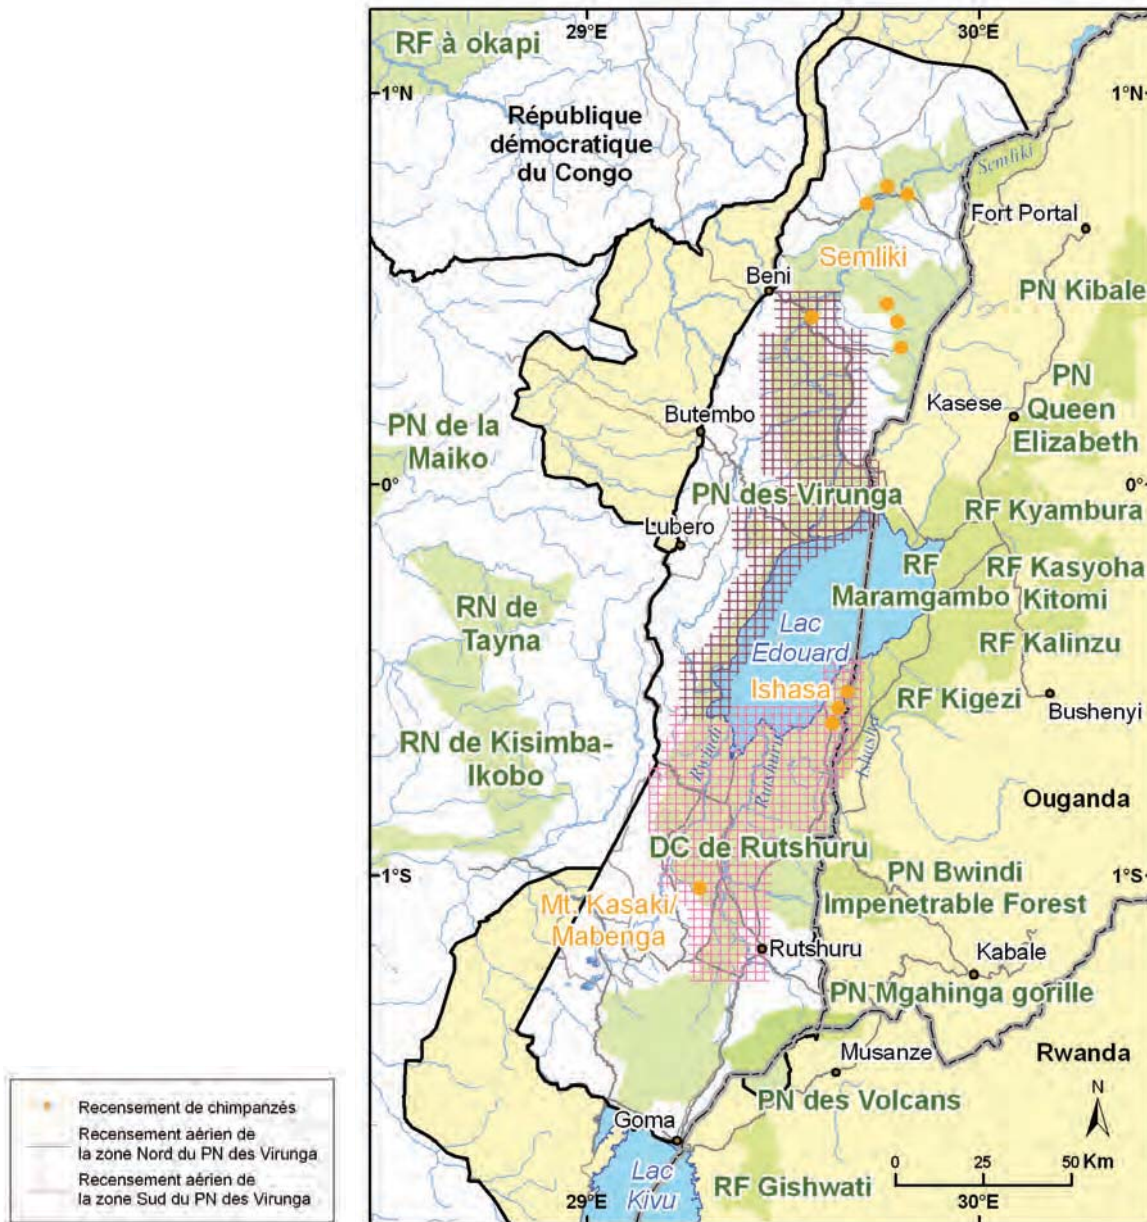 29°E
30°E
RF à okapi
1°N
1°N
République
démocratique
du Congo
Semliki
Fort Portal
Semliki
Beni
PN Kibale
PN
Queen
Elizabeth
Kasese
Butembo
PN de la
Maiko
0°
0°
PN des Virunga
RF Kyambura
Lubero
RF
Maramgambo
RF Kasyoha
Kitomi
RN de
Tayna
Lac
Edouard
RF Kalinzu
Ishasa
RF Kigezi
Bushenyi
RN de Kisimba-
Ikobo
Rwindi
Rutshuru
Ishasha
Ouganda
DC de Rutshuru
1°S
1°S
PN Bwindi
Impenetrable Forest
Mt. Kasaki/
Mabenga
Rutshuru
Kabale
PN Mgahinga gorille
Musanze
Rwanda
PN des Volcans
N
Goma
Lac
Kivu
RF Gishwati
0 25 50 Km
29°E
30°E
Recensement de chimpanzés
Recensement aérien de
la zone Nord du PN des Virunga
Recensement aérien de
la zone Sud du PN des Virunga